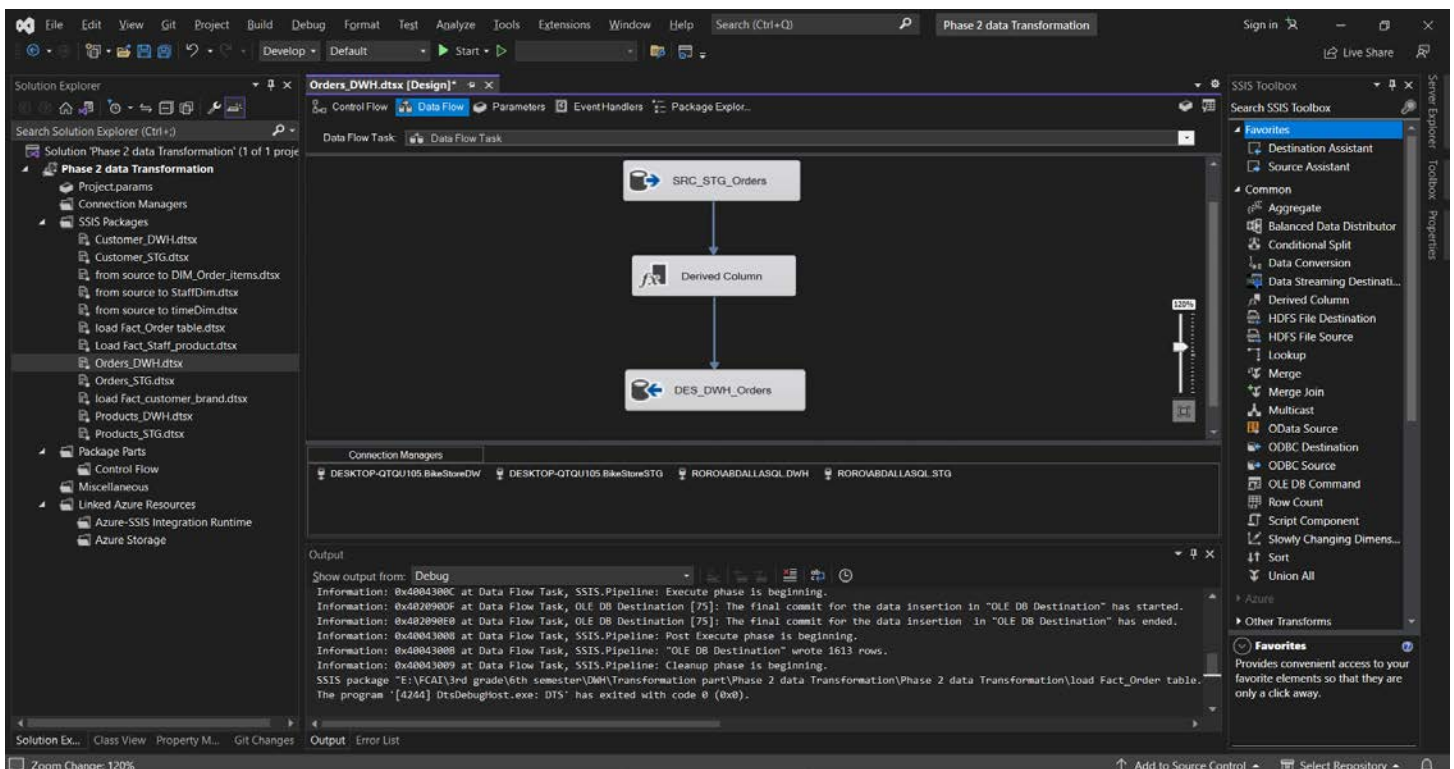 File Edit View Git Project Build Debug Format Test Analyze Tools Extensions Window Help Search (Ctrl+Q) Phase 2 data Transformation Sign in
Develop Default Start Live Share
Solution Explorer
Search Solution Explorer (Ctrl+;)
Solution 'Phase 2 data Transformation' (1 of 1 proje
Phase 2 data Transformation
Project.params
Connection Managers
SSIS Packages
Customer_DWH.dtsx
Customer_STG.dtsx
from source to DIM_Order_items.dtsx
from source to StaffDim.dtsx
from source to timeDim.dtsx
load Fact_Order table.dtsx
Load Fact_Staff_product.dtsx
Orders_DWH.dtsx
Orders_STG.dtsx
load Fact_customer_brand.dtsx
Products_DWH.dtsx
Products_STG.dtsx
Package Parts
Control Flow
Miscellaneous
Linked Azure Resources
Azure-SSIS Integration Runtime
Azure Storage
Solution Ex... Class View Property M... Git Changes
Orders_DWH.dtsx [Design]*
Control Flow Data Flow Parameters Event Handlers Package Explor...
Data Flow Task: Data Flow Task
SRC_STG_Orders
Derived Column
DES_DWH_Orders
120%
Connection Managers
DESKTOP-QTQU105.BikeStoreDW DESKTOP-QTQU105.BikeStoreSTG RORO\ABDALLASQL.DWH RORO\ABDALLASQL.STG
Output
Show output from: Debug
Information: 0x4004300C at Data Flow Task, SSIS.Pipeline: Execute phase is beginning.
Information: 0x402090DF at Data Flow Task, OLE DB Destination [75]: The final commit for the data insertion in "OLE DB Destination" has started.
Information: 0x402090E0 at Data Flow Task, OLE DB Destination [75]: The final commit for the data insertion in "OLE DB Destination" has ended.
Information: 0x40043008 at Data Flow Task, SSIS.Pipeline: Post Execute phase is beginning.
Information: 0x4004300B at Data Flow Task, SSIS.Pipeline: "OLE DB Destination" wrote 1613 rows.
Information: 0x40043009 at Data Flow Task, SSIS.Pipeline: Cleanup phase is beginning.
SSIS package "E:\FCAI\3rd grade\6th semester\DWH\Transformation part\Phase 2 data Transformation\Phase 2 data Transformation\load Fact_Order table.
The program '[4244] DtsDebugHost.exe: DTS' has exited with code 0 (0x0).
Output Error List
SSIS Toolbox
Search SSIS Toolbox
Favorites
Destination Assistant
Source Assistant
Common
Aggregate
Balanced Data Distributor
Conditional Split
Data Conversion
Data Streaming Destinati...
Derived Column
HDFS File Destination
HDFS File Source
Lookup
Merge
Merge Join
Multicast
OData Source
ODBC Destination
ODBC Source
OLE DB Command
Row Count
Script Component
Slowly Changing Dimens...
Sort
Union All
Azure
Other Transforms
Favorites
Provides convenient access to your
favorite elements so that they are
only a click away.
Server Explorer Toolbox Properties
Zoom Change: 120% Add to Source Control Select Repository